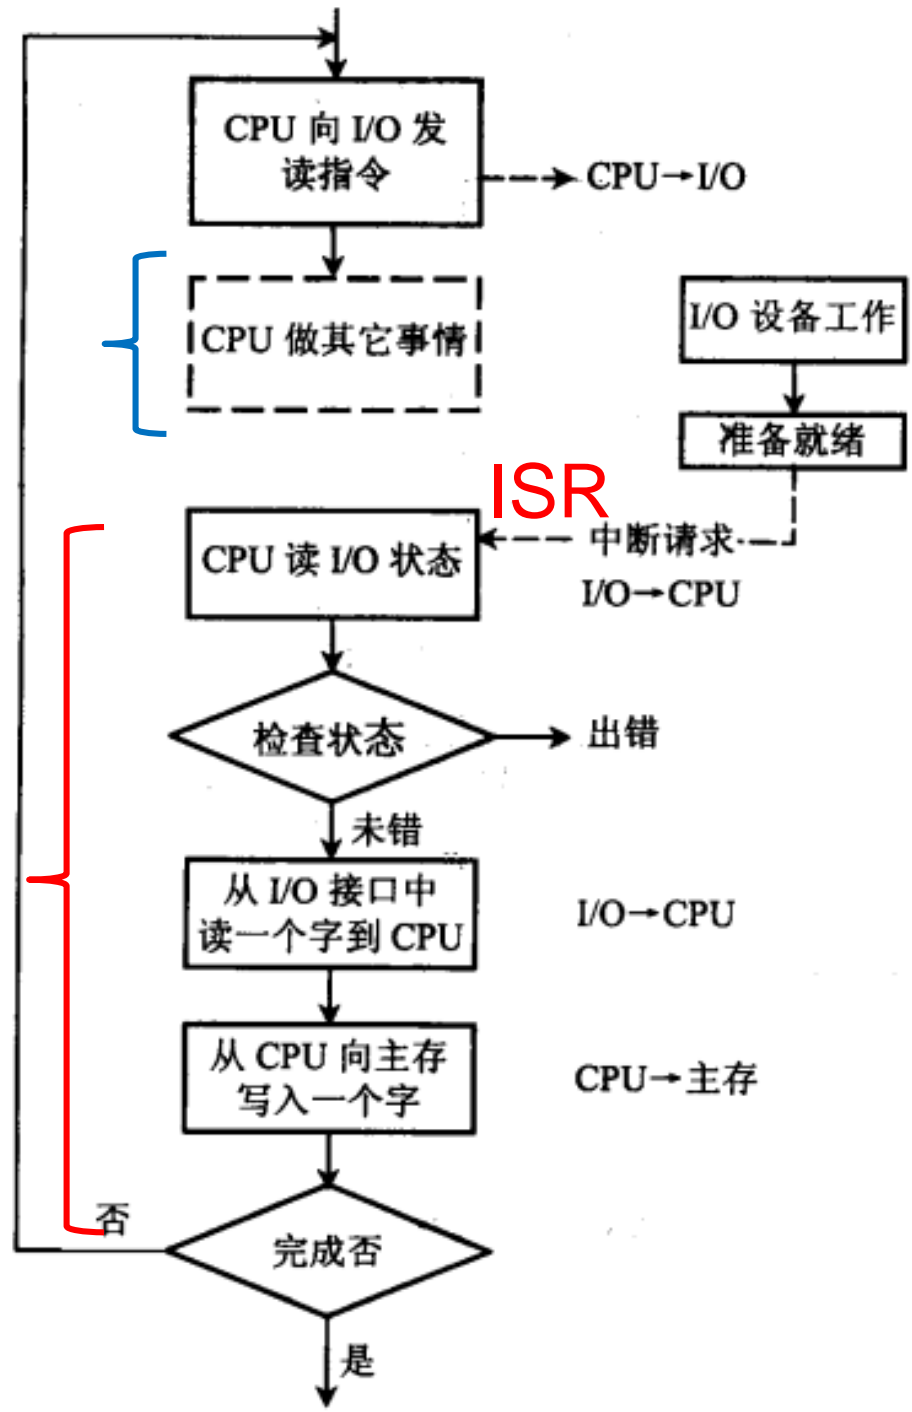 CPU 向 I/O 发
读指令
CPU→I/O
CPU 做其它事情
I/O 设备工作
准备就绪
ISR
中断请求
I/O→CPU
CPU 读 I/O 状态
检查状态
出错
未错
从 I/O 接口中
读一个字到 CPU
I/O→CPU
从 CPU 向主存
写入一个字
CPU→主存
否
完成否
是